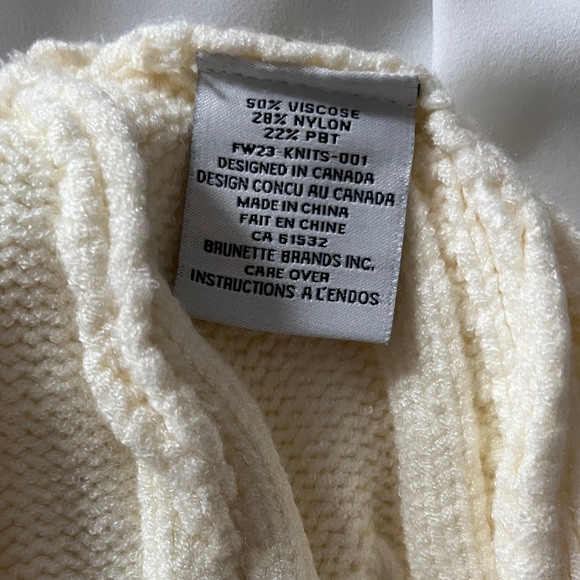 50% VISCOSE
28% NYLON
22% PBT
FW23 KNITS-001
DESIGNED IN CANADA
DESIGN CONCU AU CANADA
MADE IN CHINA
FAIT EN CHINE
CA 61532
BRUNETTE BRANDS INC.
CARE OVER
INSTRUCTIONS A L'ENDOS